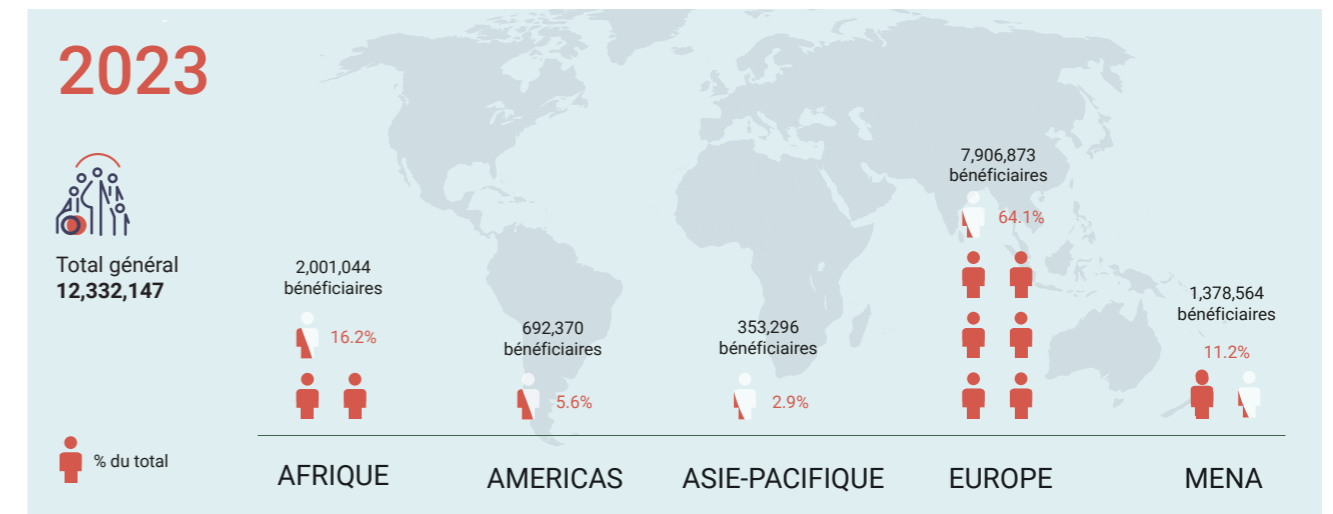 2023
Total général
12,332,147
% du total
2,001,044
bénéficiaires
16.2%
AFRIQUE
692,370
bénéficiaires
5.6%
AMERICAS
353,296
bénéficiaires
2.9%
ASIE-PACIFIQUE
7,906,873
bénéficiaires
64.1%
EUROPE
1,378,564
bénéficiaires
11.2%
MENA